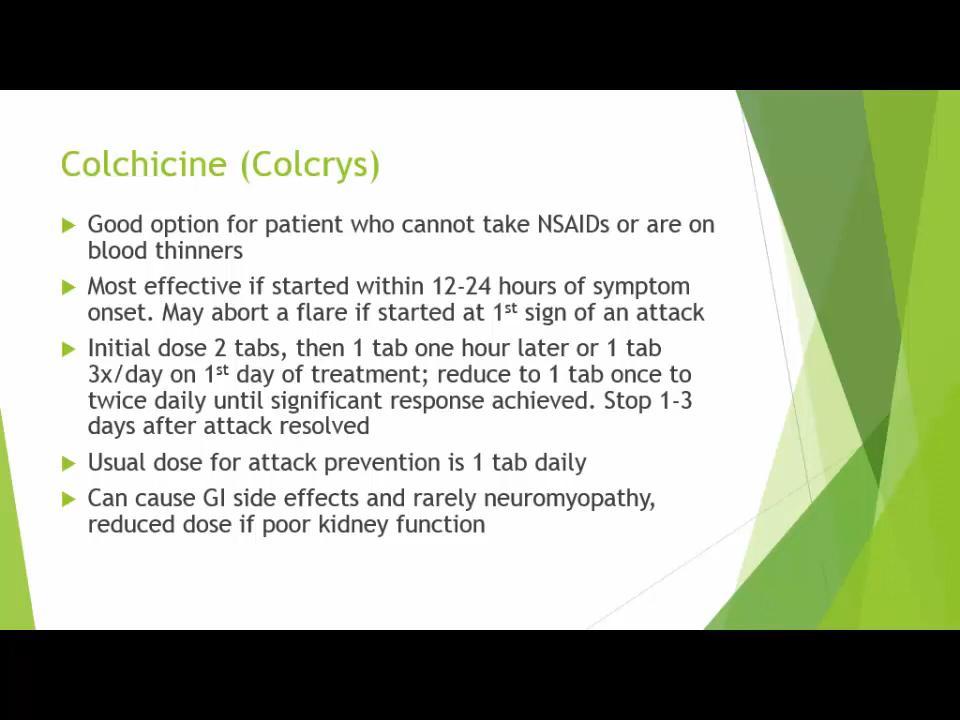 Colchicine (Colcrys)
Good option for patient who cannot take NSAIDs or are on
blood thinners
Most effective if started within 12-24 hours of symptom
onset. May abort a flare if started at 1st sign of an attack
Initial dose 2 tabs, then 1 tab one hour later or 1 tab
3x/day on 1st day of treatment; reduce to 1 tab once to
twice daily until significant response achieved. Stop 1-3
days after attack resolved
Usual dose for attack prevention is 1 tab daily
Can cause GI side effects and rarely neuromyopathy,
reduced dose if poor kidney function